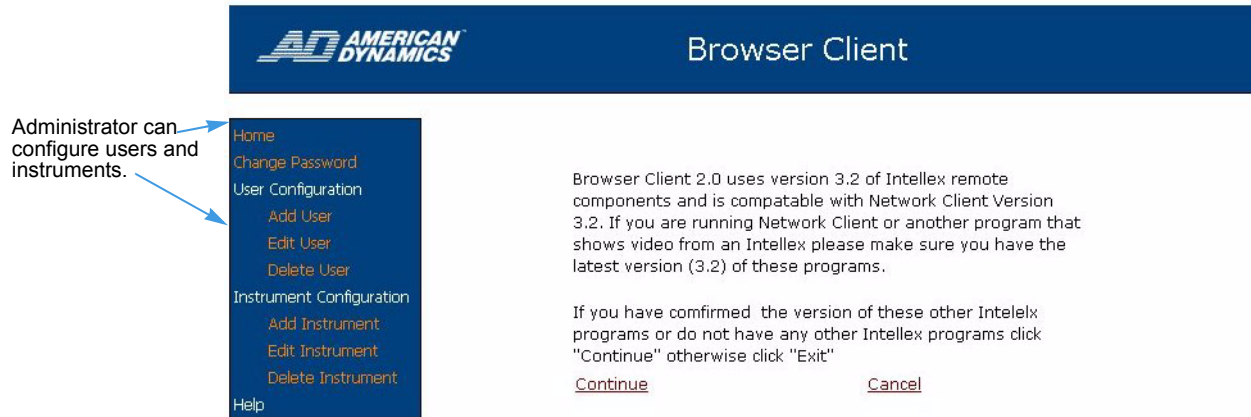 AD AMERICAN DYNAMICS
Browser Client
Administrator can
configure users and
instruments.
Home
Change Password
User Configuration
Add User
Edit User
Delete User
Instrument Configuration
Add Instrument
Edit Instrument
Delete Instrument
Help
Browser Client 2.0 uses version 3.2 of Intellex remote
components and is compatable with Network Client Version
3.2. If you are running Network Client or another program that
shows video from an Intellex please make sure you have the
latest version (3.2) of these programs.
If you have comfirmed the version of these other Intelelx
programs or do not have any other Intellex programs click
"Continue" otherwise click "Exit"
Continue Cancel